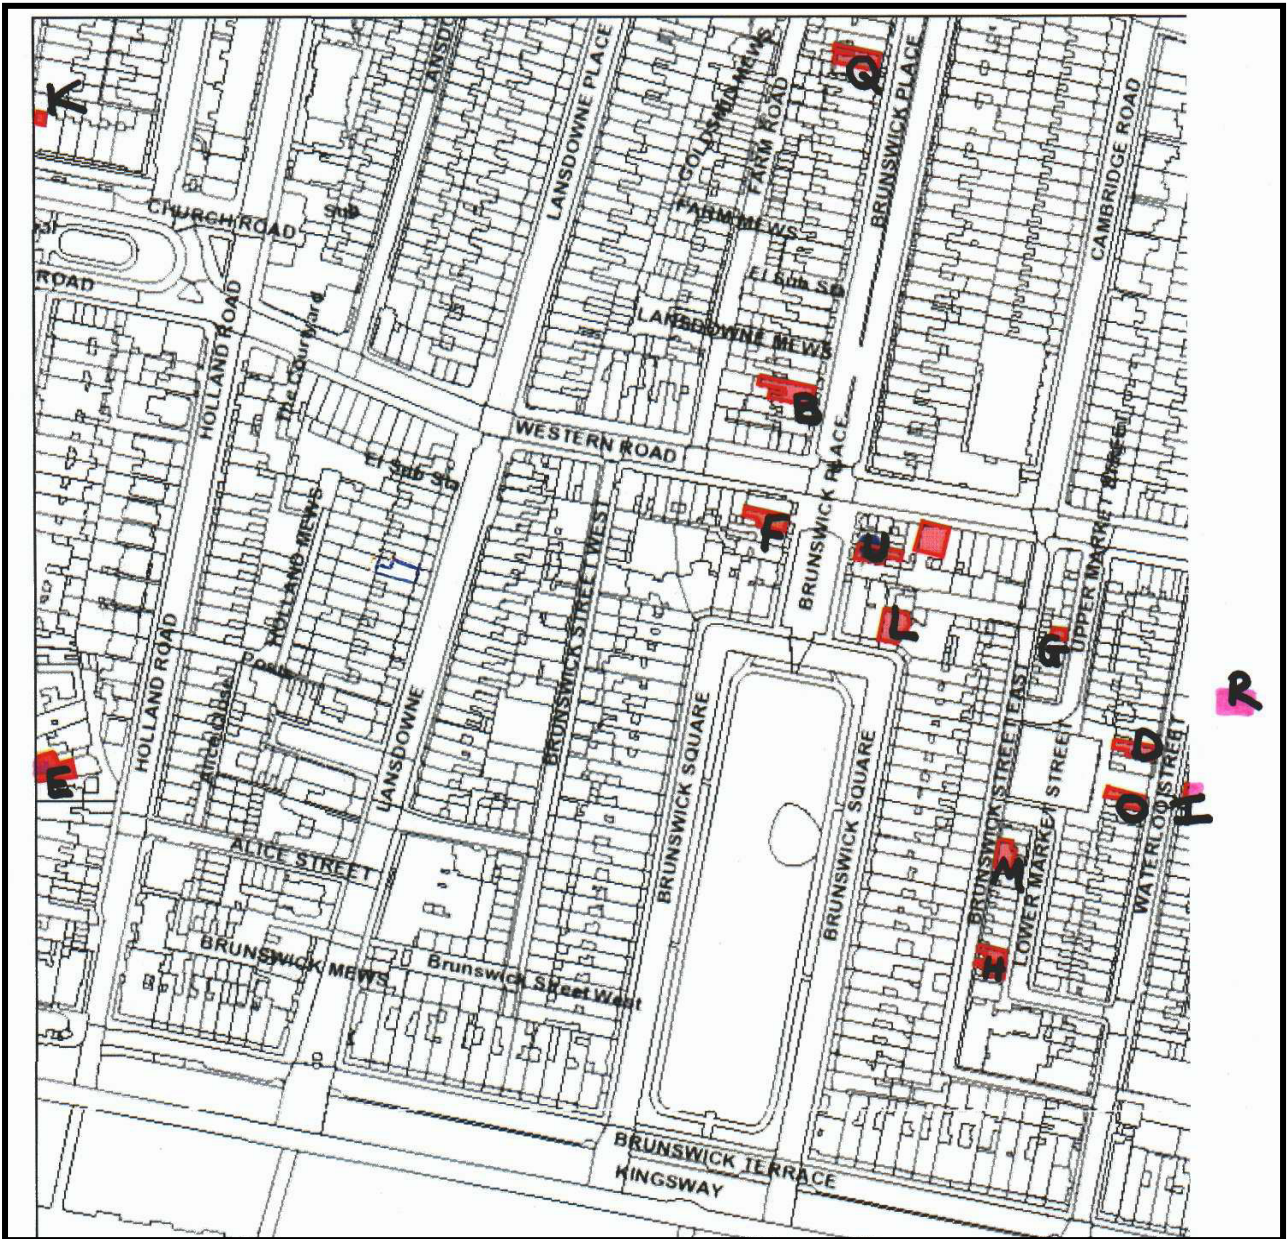 LANSDOWNE PLACE
GOLDSMID MEWS
FARM ROAD
Q
BRUNSWICK PLACE
CAMBRIDGE ROAD
K
CHURCH ROAD
Sub
FARM MEWS
ROAD
HOLLAND ROAD
The Courtyard
El Sub Sta
LANSDOWNE MEWS
B
WESTERN ROAD
El Sub Sta
HOLLAND MEWS
BRUNSWICK STREET WEST
F
BRUNSWICK PLACE
U
L
G
UPPER MARKET STREET
R
HOLLAND ROAD
LANSDOWNE
BRUNSWICK SQUARE
BRUNSWICK SQUARE
BRUNSWICK STREET EAS
D
E
O
I
WATERLOO STREET
ALICE STREET
M
LOWER MARKET STREET
H
BRUNSWICK MEWS
Brunswick Street West
BRUNSWICK TERRACE
KINGSWAY